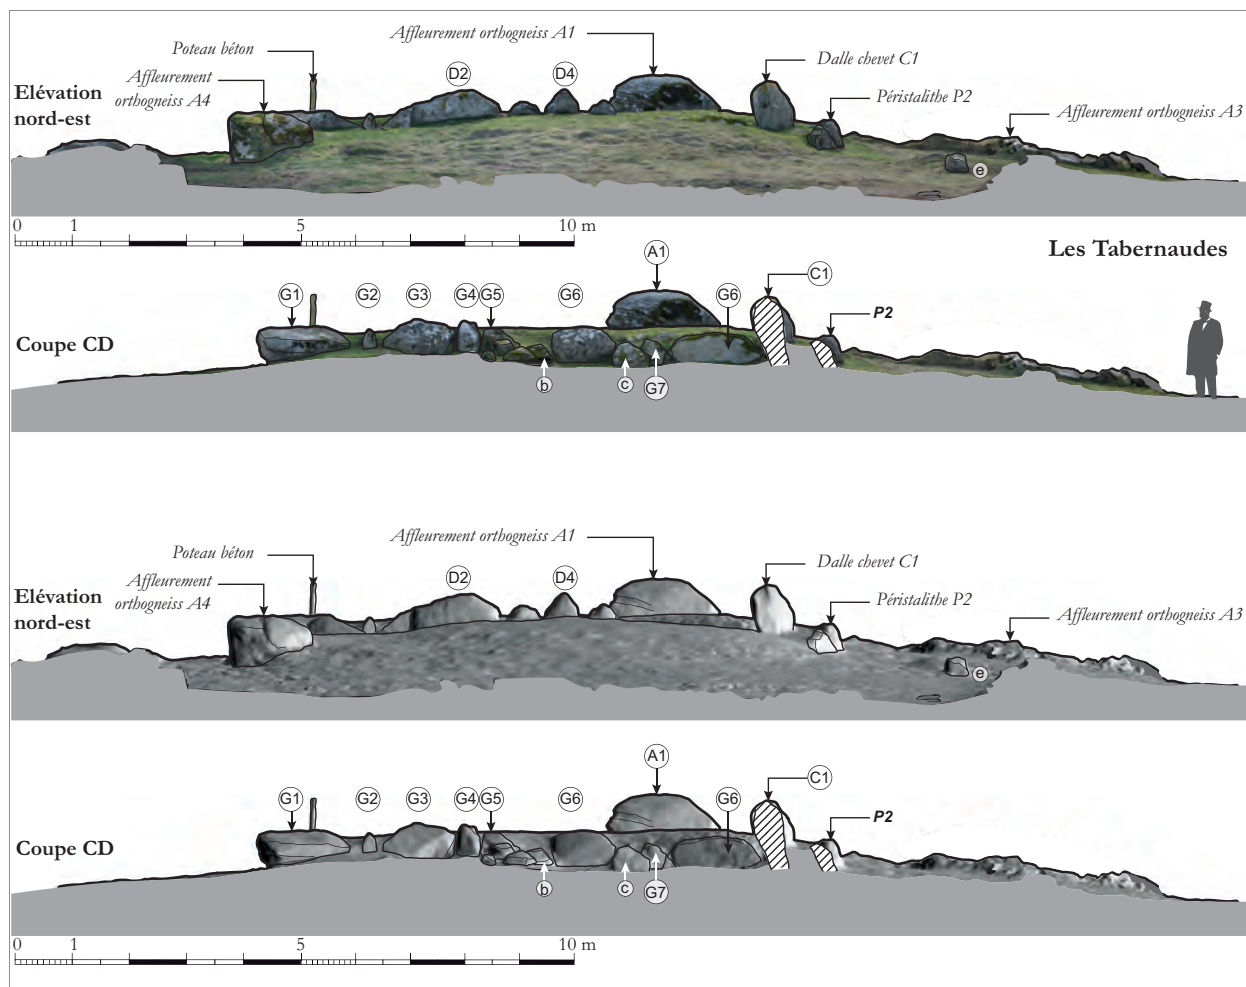 Affleurement orthogneiss A1
Poteau béton
D2
D4
Dalle chevet C1
Affleurement
orthogneiss A4
Elévation
nord-est
Péristalithe P2
Affleurement orthogneiss A3
e
0 1 5 10 m
Les Tabernaudes
A1
C1
G1 G2 G3 G4 G5 G6 G6
P2
Coupe CD
b c G7
Affleurement orthogneiss A1
Poteau béton
D2
D4
Dalle chevet C1
Affleurement
orthogneiss A4
Elévation
nord-est
Péristalithe P2
Affleurement orthogneiss A3
e
A1
C1
G1 G2 G3 G4 G5 G6 G6
P2
Coupe CD
b c G7
0 1 5 10 m